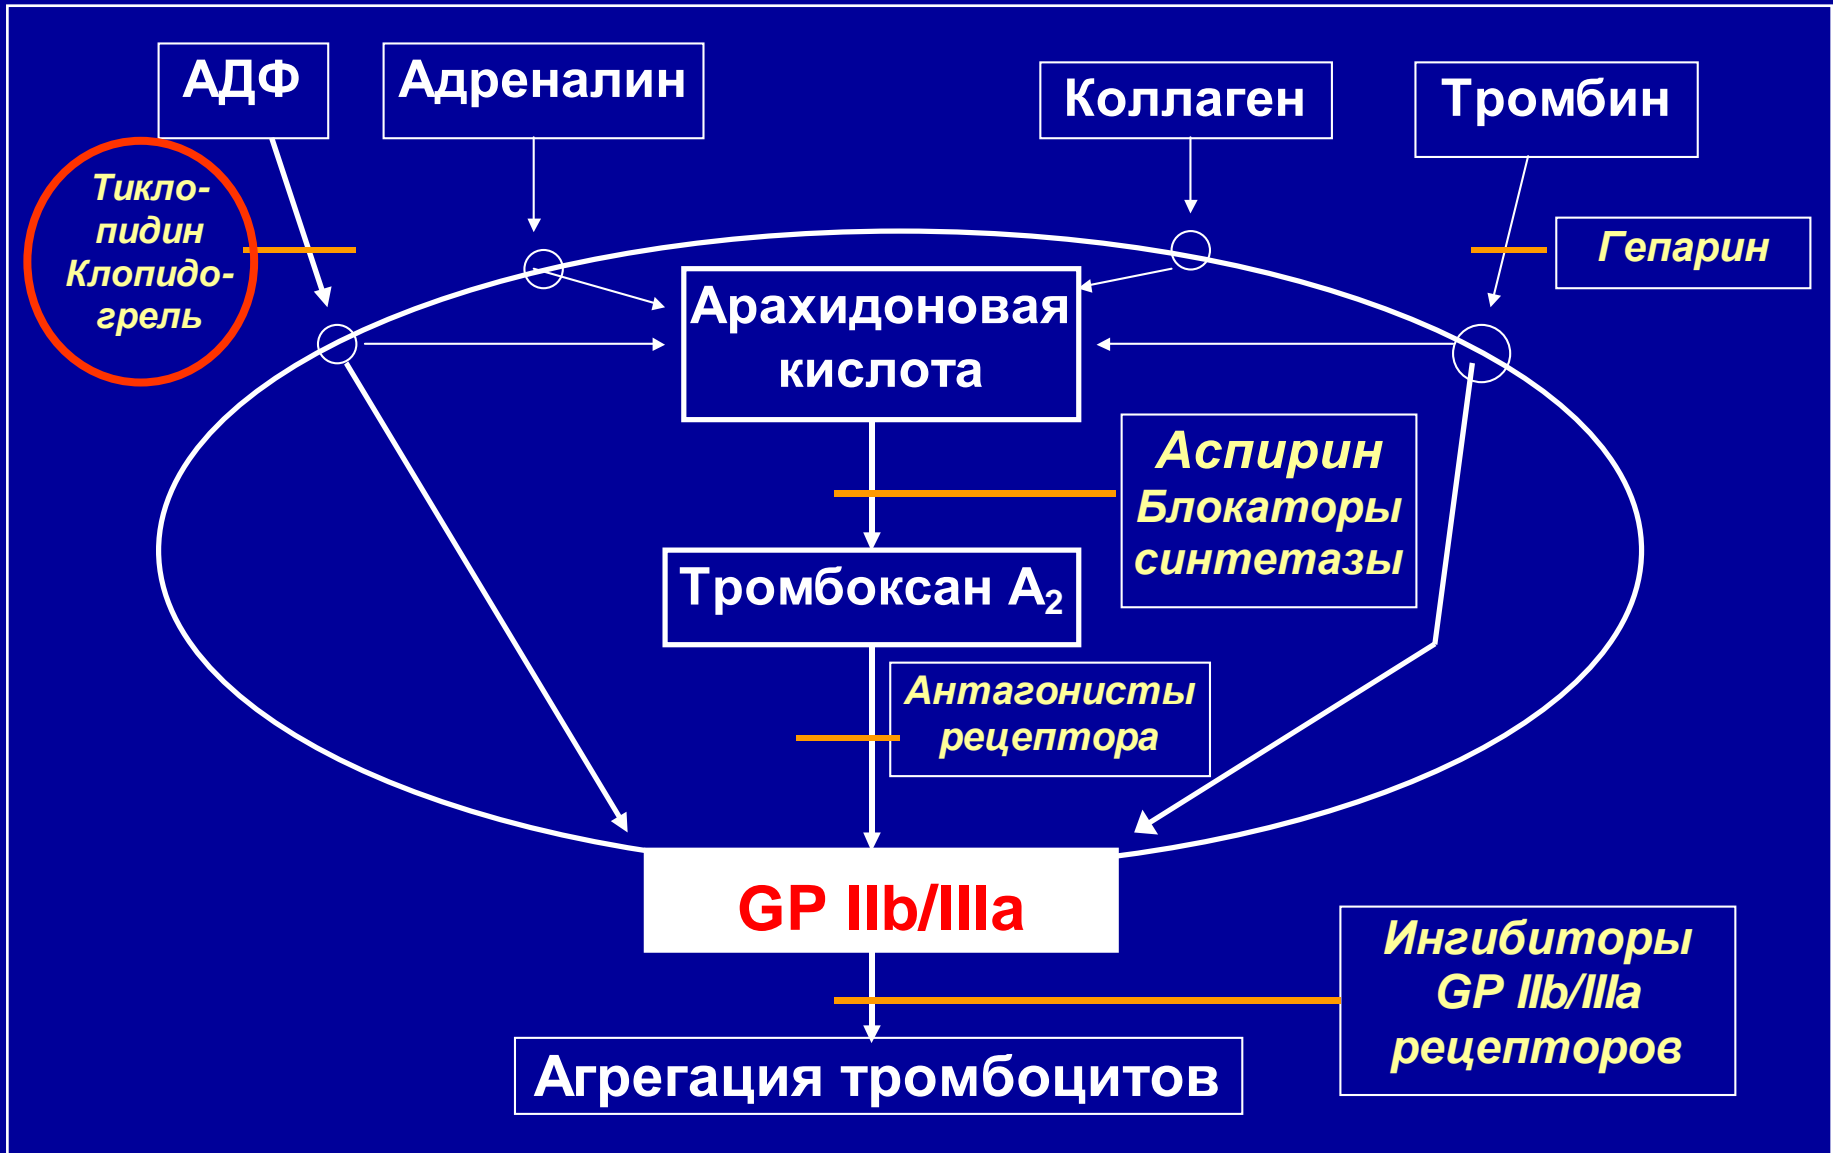 АДФ
Адреналин
Коллаген
Тромбин
Тикло-
пидин
Клопидо-
грель
Гепарин
Арахидоновая
кислота
Аспирин
Блокаторы
синтетазы
Тромбоксан А₂
Антагонисты
рецептора
GP IIb/IIIa
Ингибиторы
GP IIb/IIIa
рецепторов
Агрегация тромбоцитов